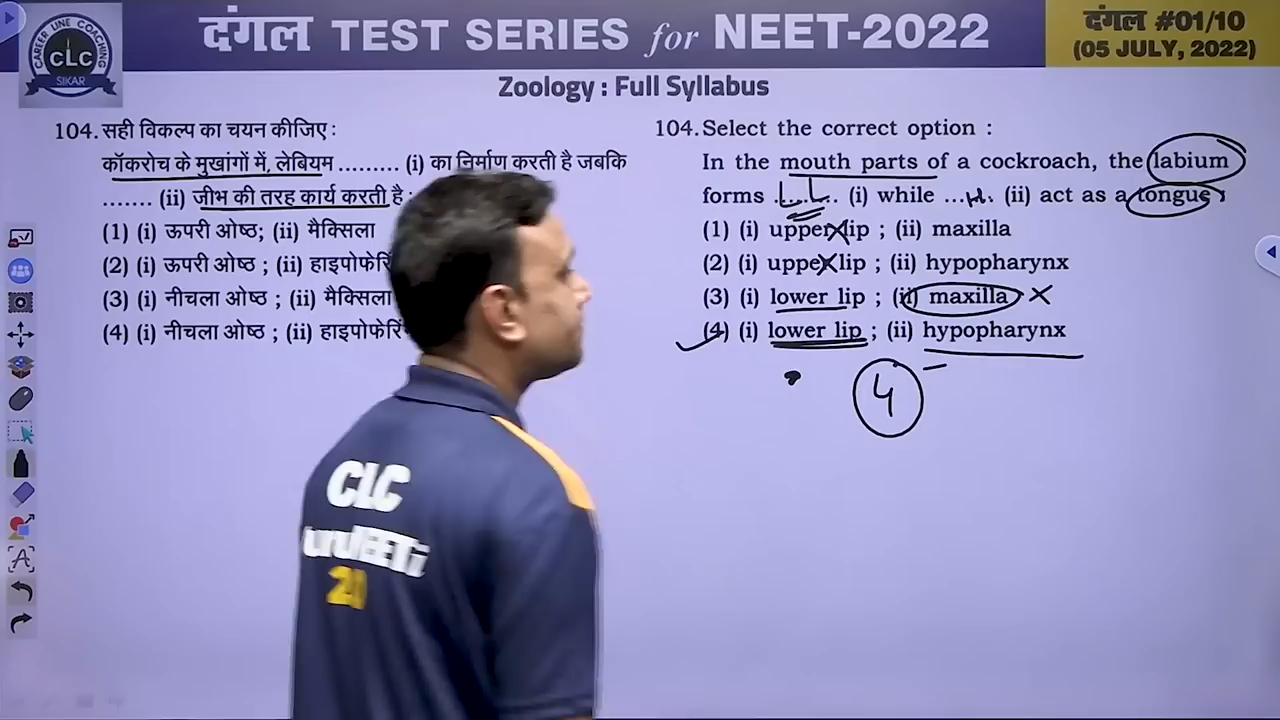 CAREER LINE COACHING
CLC
SIKAR
दंगल TEST SERIES for NEET-2022
दंगल #01/10
(05 JULY, 2022)
Zoology : Full Syllabus
104. सही विकल्प का चयन कीजिए :
कॉकरोच के मुखांगों में, लेबियम ......... (i) का निर्माण करती है जबकि
....... (ii) जीभ की तरह कार्य करती है :
(1) (i) ऊपरी ओष्ठ; (ii) मैक्सिला
(2) (i) ऊपरी ओष्ठ ; (ii)
(3) (i) नीचला ओष्ठ ; (ii) मैक्सिला
(4) (i) नीचला ओष्ठ ; (ii)
104. Select the correct option :
In the mouth parts of a cockroach, the labium
forms ..L.L... (i) while ...H. (ii) act as a tongue :
(1) (i) upper lip ; (ii) maxilla
(2) (i) upper lip ; (ii) hypopharynx
(3) (i) lower lip ; (ii) maxilla
(4) (i) lower lip ; (ii) hypopharynx
4
CLC